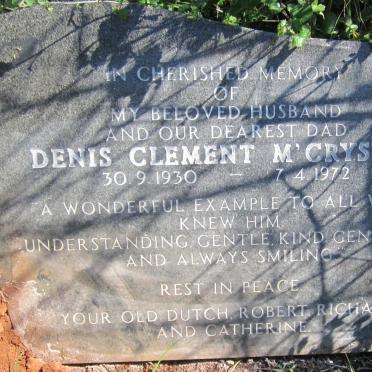 IN CHERISHED MEMORY
OF
MY BELOVED HUSBAND
AND OUR DEAREST DAD
DENIS CLEMENT M'CRYS
30.9.1930 — 7.4.1972
"A WONDERFUL EXAMPLE TO ALL
KNEW HIM
UNDERSTANDING, GENTLE, KIND GEN
AND ALWAYS SMILING"
REST IN PEACE.
YOUR OLD DUTCH, ROBERT, RICHA
AND CATHERINE.